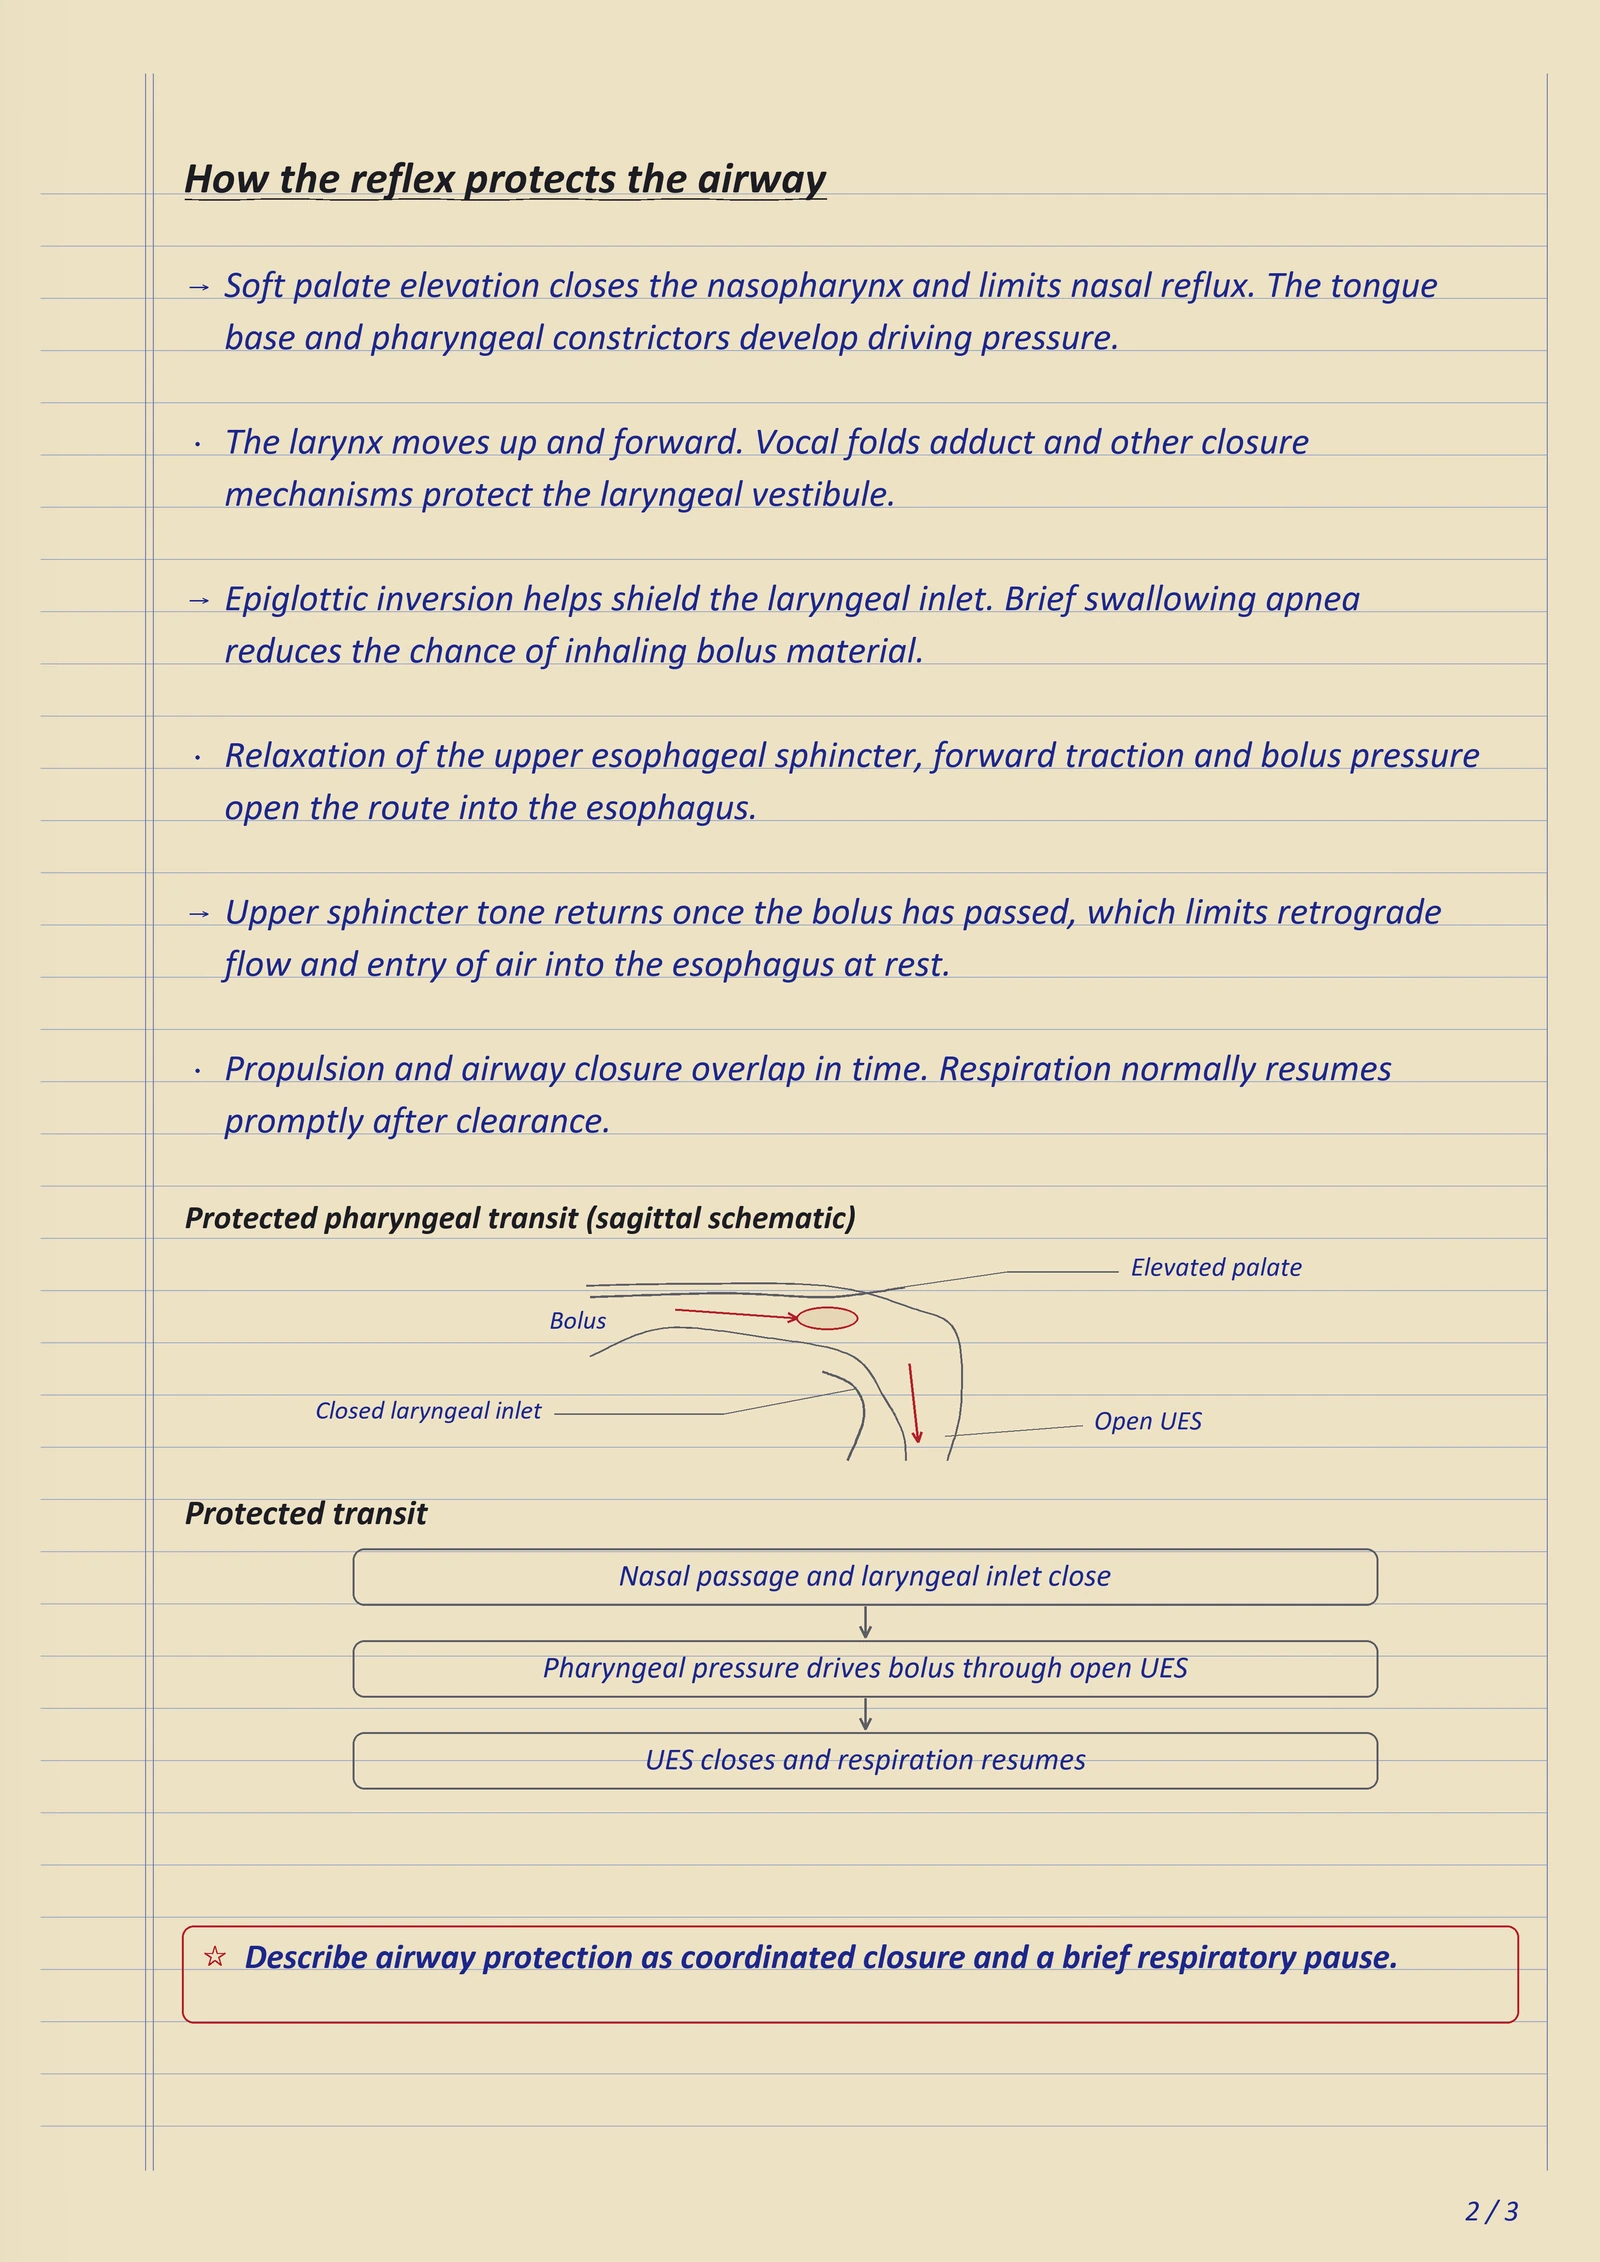 How the reflex protects the airway
→ Soft palate elevation closes the nasopharynx and limits nasal reflux. The tongue
base and pharyngeal constrictors develop driving pressure.
· The larynx moves up and forward. Vocal folds adduct and other closure
mechanisms protect the laryngeal vestibule.
→ Epiglottic inversion helps shield the laryngeal inlet. Brief swallowing apnea
reduces the chance of inhaling bolus material.
· Relaxation of the upper esophageal sphincter, forward traction and bolus pressure
open the route into the esophagus.
→ Upper sphincter tone returns once the bolus has passed, which limits retrograde
flow and entry of air into the esophagus at rest.
· Propulsion and airway closure overlap in time. Respiration normally resumes
promptly after clearance.
Protected pharyngeal transit (sagittal schematic)
Elevated palate
Bolus
Closed laryngeal inlet
Open UES
Protected transit
Nasal passage and laryngeal inlet close
Pharyngeal pressure drives bolus through open UES
UES closes and respiration resumes
☆ Describe airway protection as coordinated closure and a brief respiratory pause.
2 / 3